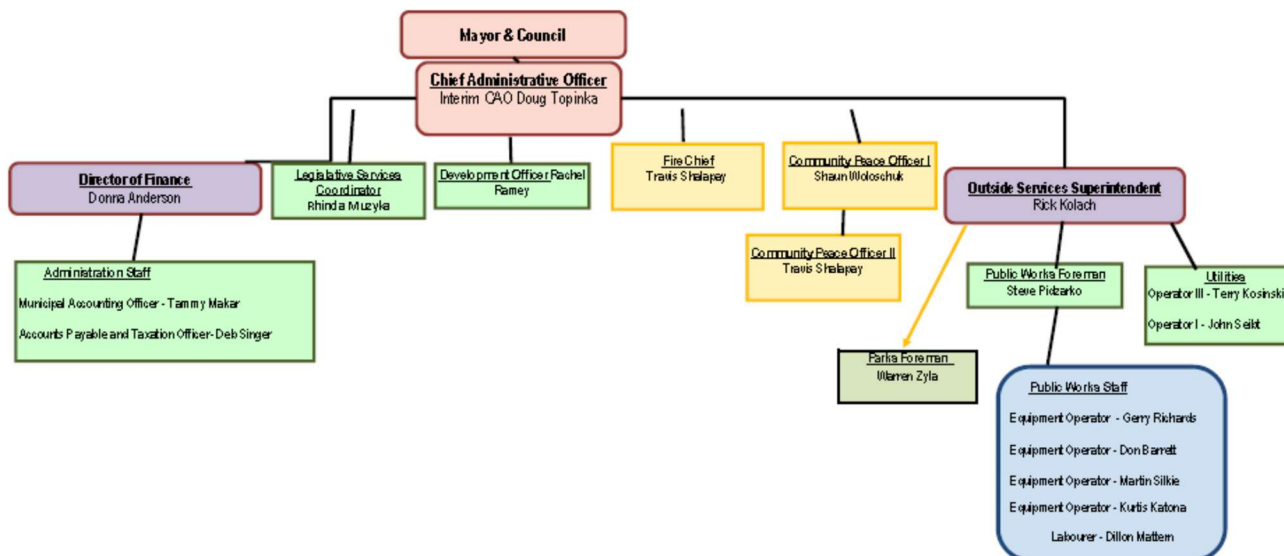 Mayor & Council
Chief Administrative Officer
Interim CAO Doug Topinka
Director of Finance
Donna Anderson
Legislative Services
Coordinator
Rhinda Muzyka
Development Officer Rachel
Ramey
Fire Chief
Travis Shalapay
Community Peace Officer I
Shaun Woloschuk
Outside Services Superintendent
Rick Kolach
Community Peace Officer II
Travis Shalapay
Administration Staff
Municipal Accounting Officer - Tammy Makar
Accounts Payable and Taxation Officer- Deb Singer
Public Works Foreman
Steve Pidzarko
Utilities
Operator III - Terry Kosinski
Operator I - John Seikt
Parks Foreman
Warren Zyla
Public Works Staff
Equipment Operator - Gerry Richards
Equipment Operator - Don Barrett
Equipment Operator - Martin Silkie
Equipment Operator - Kurtis Katona
Labourer - Dillon Mattern